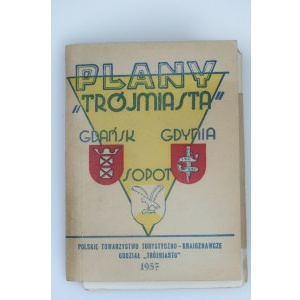 PLANY
„TRÓJMIASTA"
GDAŃSK GDYNIA
SOPOT
POLSKIE TOWARZYSTWO TURYSTYCZNO-KRAJOZNAWCZE
ODDZIAŁ „TRÓJMIASTO"
1957